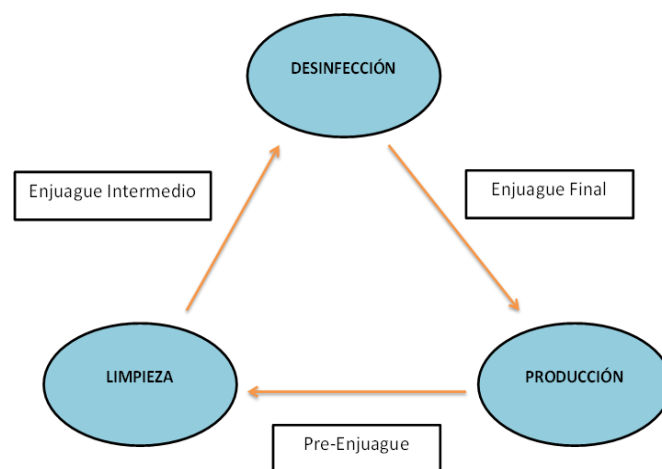 DESINFECCIÓN
Enjuague Intermedio
Enjuague Final
LIMPIEZA
PRODUCCIÓN
Pre-Enjuague